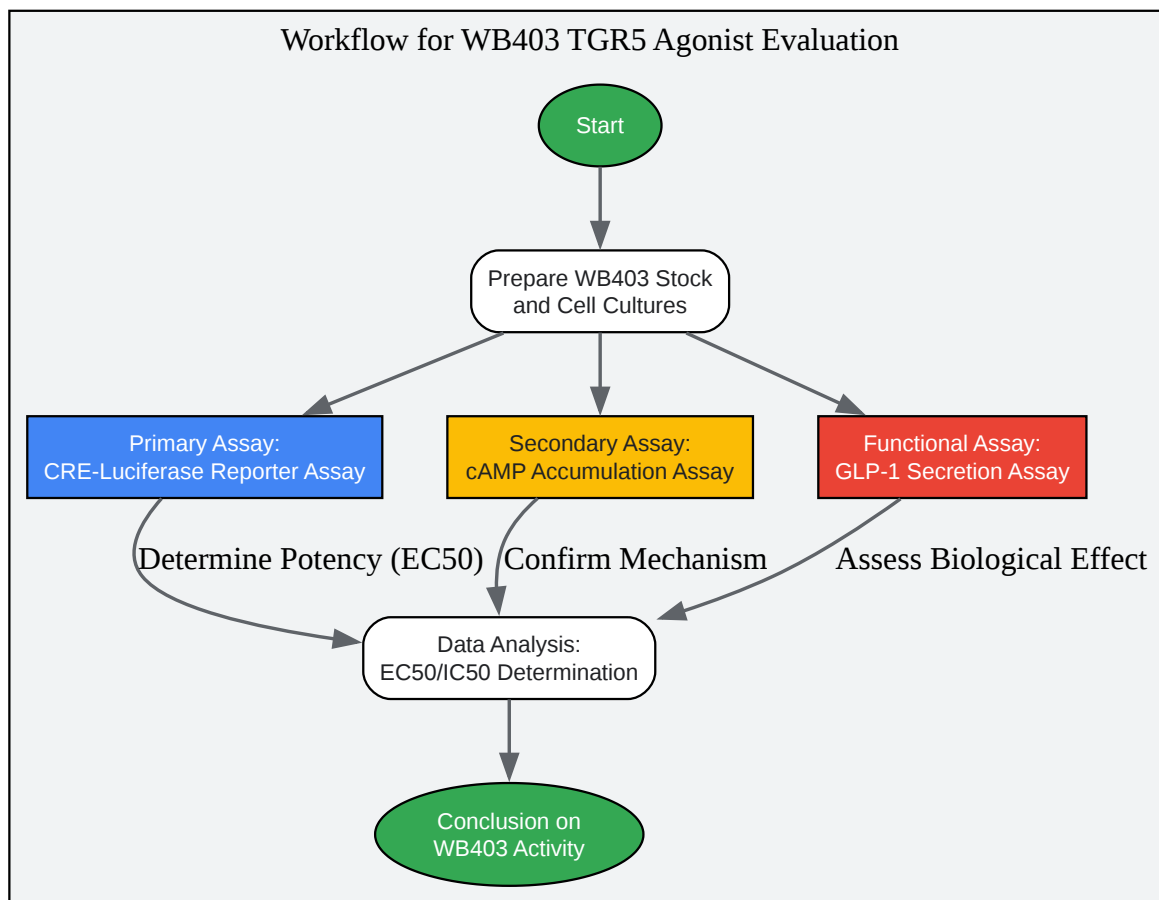 Workflow for WB403 TGR5 Agonist Evaluation
Start
Prepare WB403 Stock
and Cell Cultures
Primary Assay:
CRE-Luciferase Reporter Assay
Secondary Assay:
cAMP Accumulation Assay
Functional Assay:
GLP-1 Secretion Assay
Determine Potency (EC50)
Confirm Mechanism
Assess Biological Effect
Data Analysis:
EC50/IC50 Determination
Conclusion on
WB403 Activity